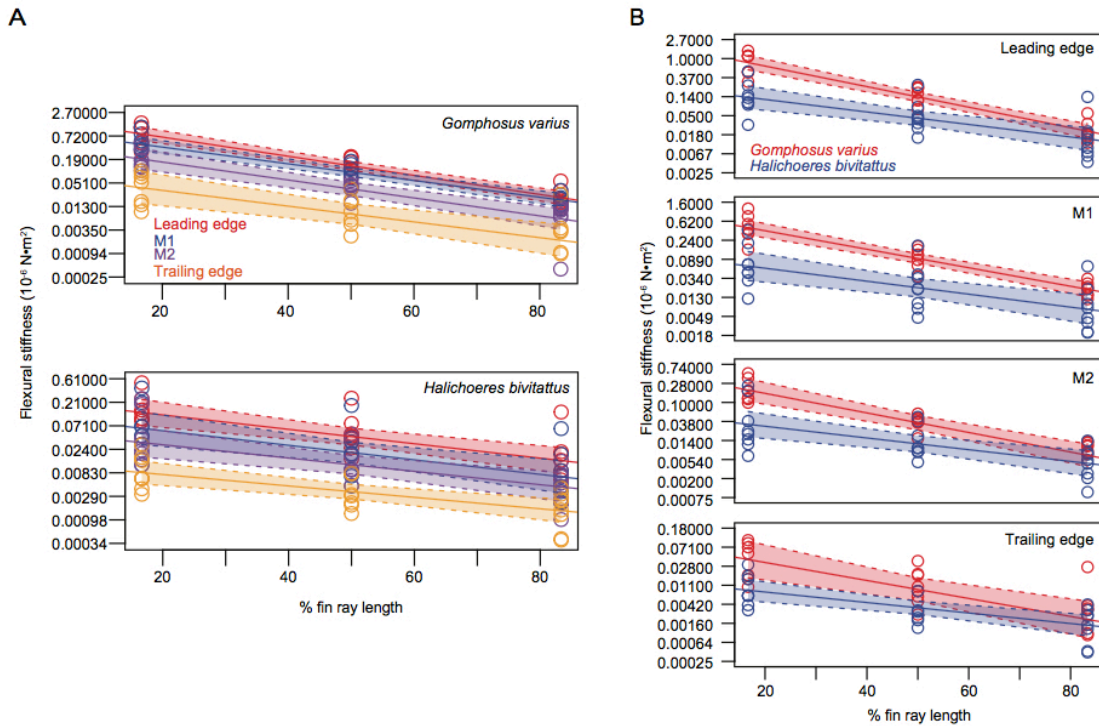 A
Flexural stiffness (10⁻⁶ N•m²)
2.70000
0.72000
0.19000
0.05100
0.01300
0.00350
0.00094
0.00025
Gomphosus varius
Leading edge
M1
M2
Trailing edge
20 40 60 80
0.61000
0.21000
0.07100
0.02400
0.00830
0.00290
0.00098
0.00034
Halichoeres bivitattus
20 40 60 80
% fin ray length
B
Flexural stiffness (10⁻⁶ N•m²)
2.7000
1.0000
0.3700
0.1400
0.0500
0.0180
0.0067
0.0025
Leading edge
Gomphosus varius
Halichoeres bivitattus
1.6000
0.6200
0.2400
0.0890
0.0340
0.0130
0.0049
0.0018
M1
0.74000
0.28000
0.10000
0.03800
0.01400
0.00540
0.00200
0.00075
M2
0.18000
0.07100
0.02800
0.01100
0.00420
0.00160
0.00064
0.00025
Trailing edge
20 40 60 80
% fin ray length